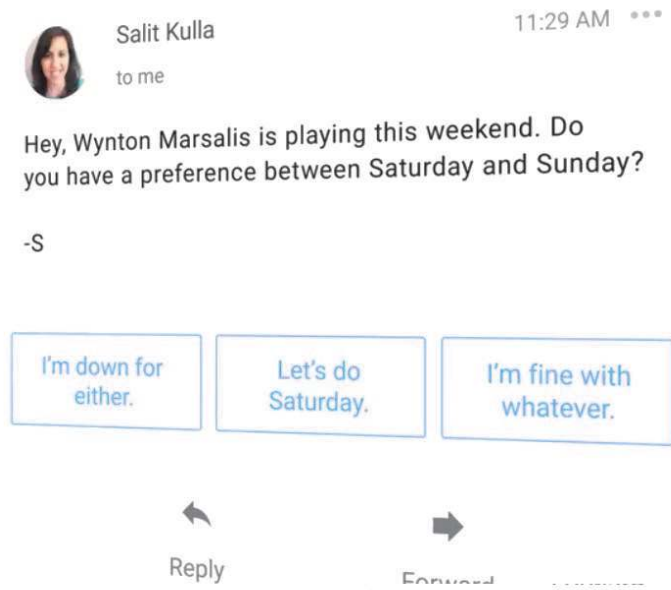 Salit Kulla
11:29 AM
to me
Hey, Wynton Marsalis is playing this weekend. Do
you have a preference between Saturday and Sunday?
-S
I'm down for
either.
Let's do
Saturday.
I'm fine with
whatever.
Reply
Forward